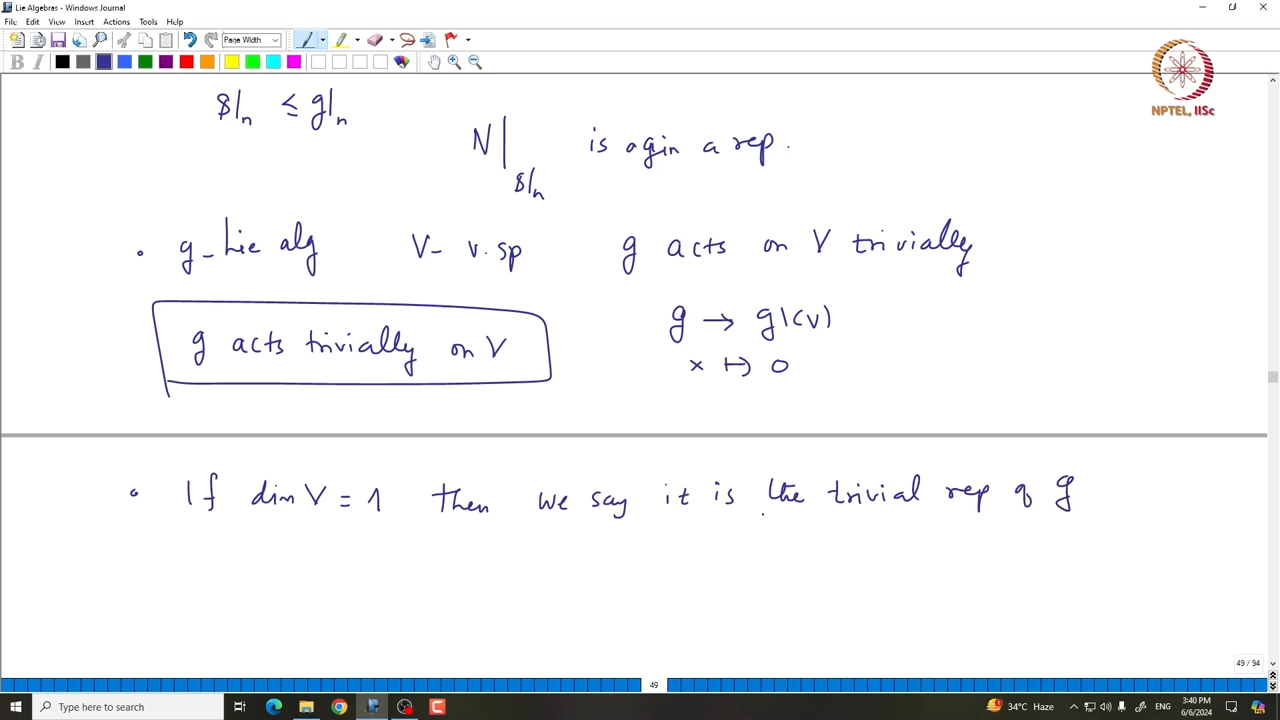 Lie Algebras - Windows Journal
File Edit View Insert Actions Tools Help
Page Width
B I
NPTEL, IISc
sl_n ≤ gl_n
N|_{sl_n} is agin a rep.
• g - Lie alg V - v.sp g acts on V trivially
g acts trivially on V
g → gl(V)
x ↦ 0
• If dim V = 1 then we say it is the trivial rep of g
49 / 94
49
Type here to search
34°C Haze
ENG
3:40 PM
6/6/2024